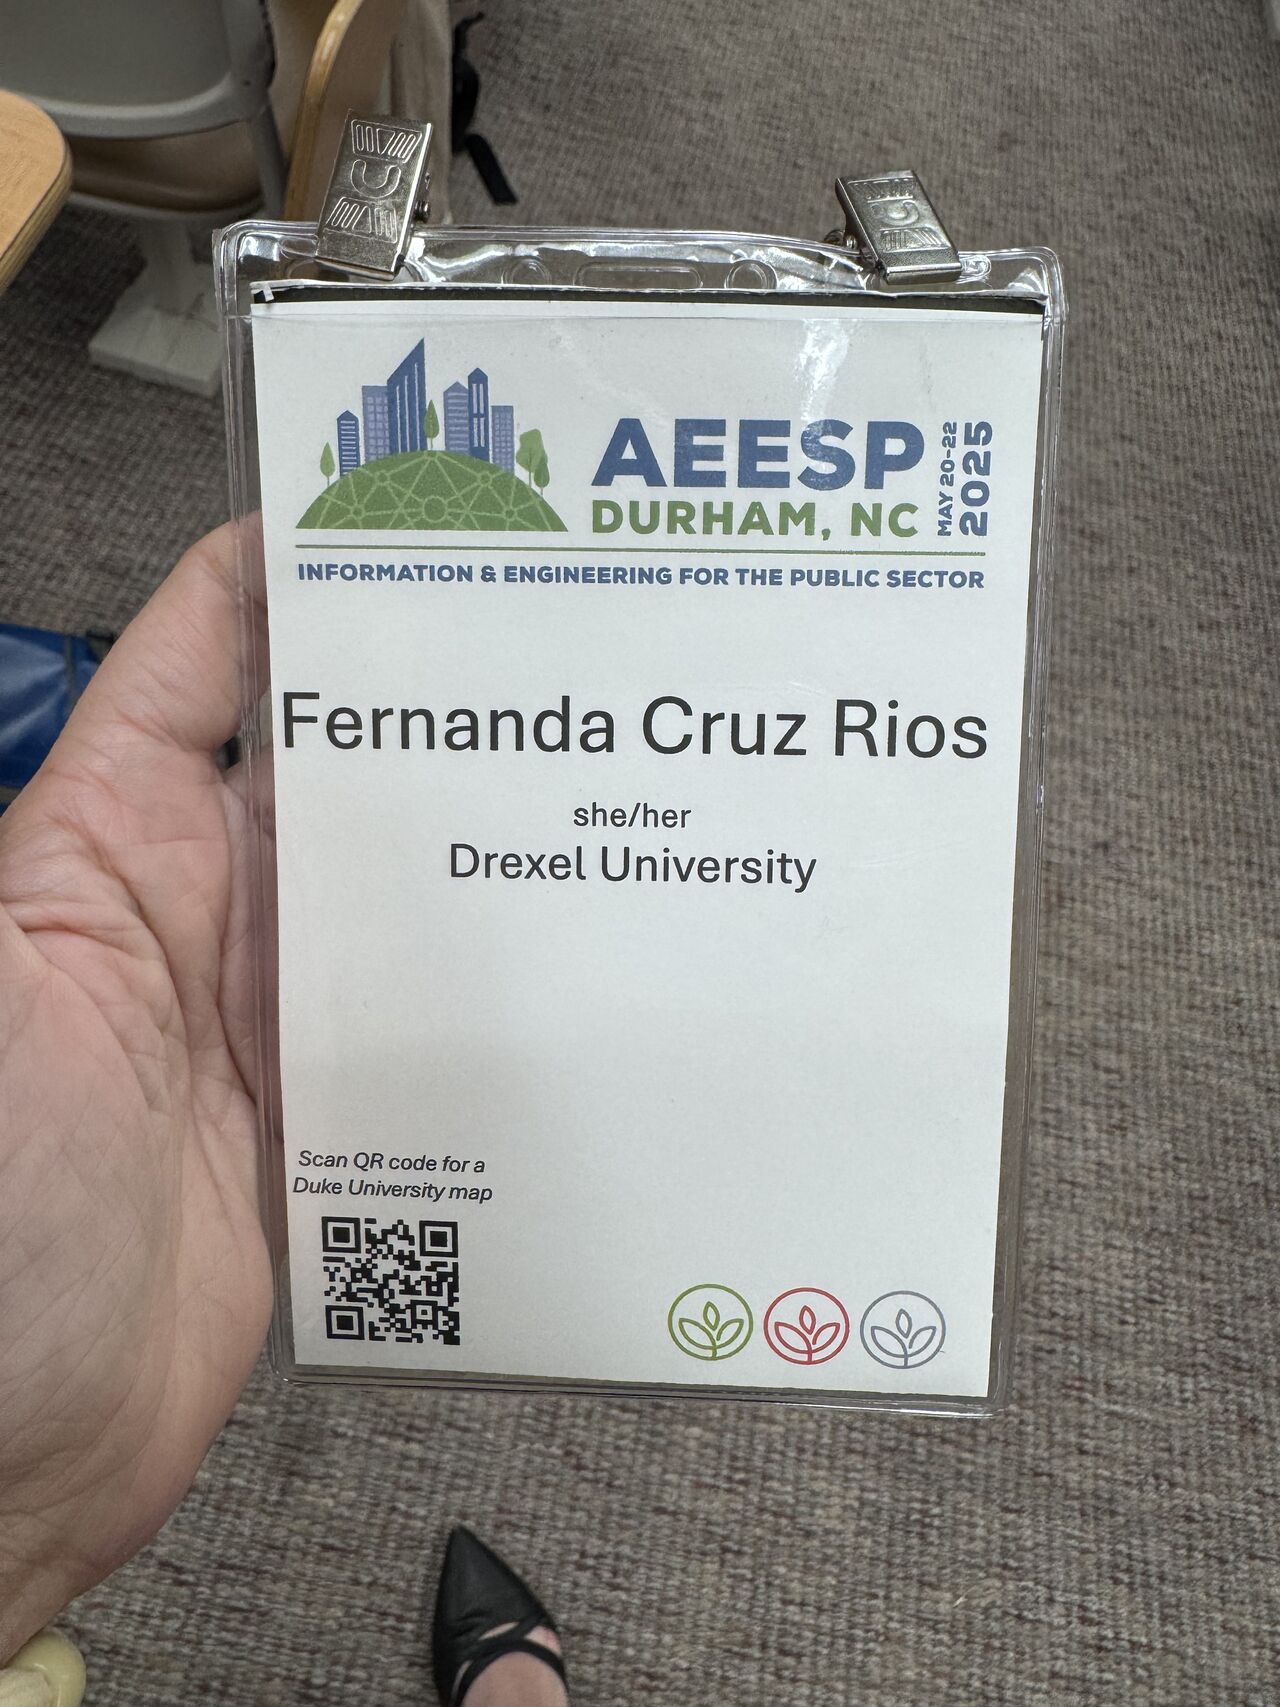 AEESP
DURHAM, NC
MAY 20-22
2025
INFORMATION & ENGINEERING FOR THE PUBLIC SECTOR
Fernanda Cruz Rios
she/her
Drexel University
Scan QR code for a
Duke University map